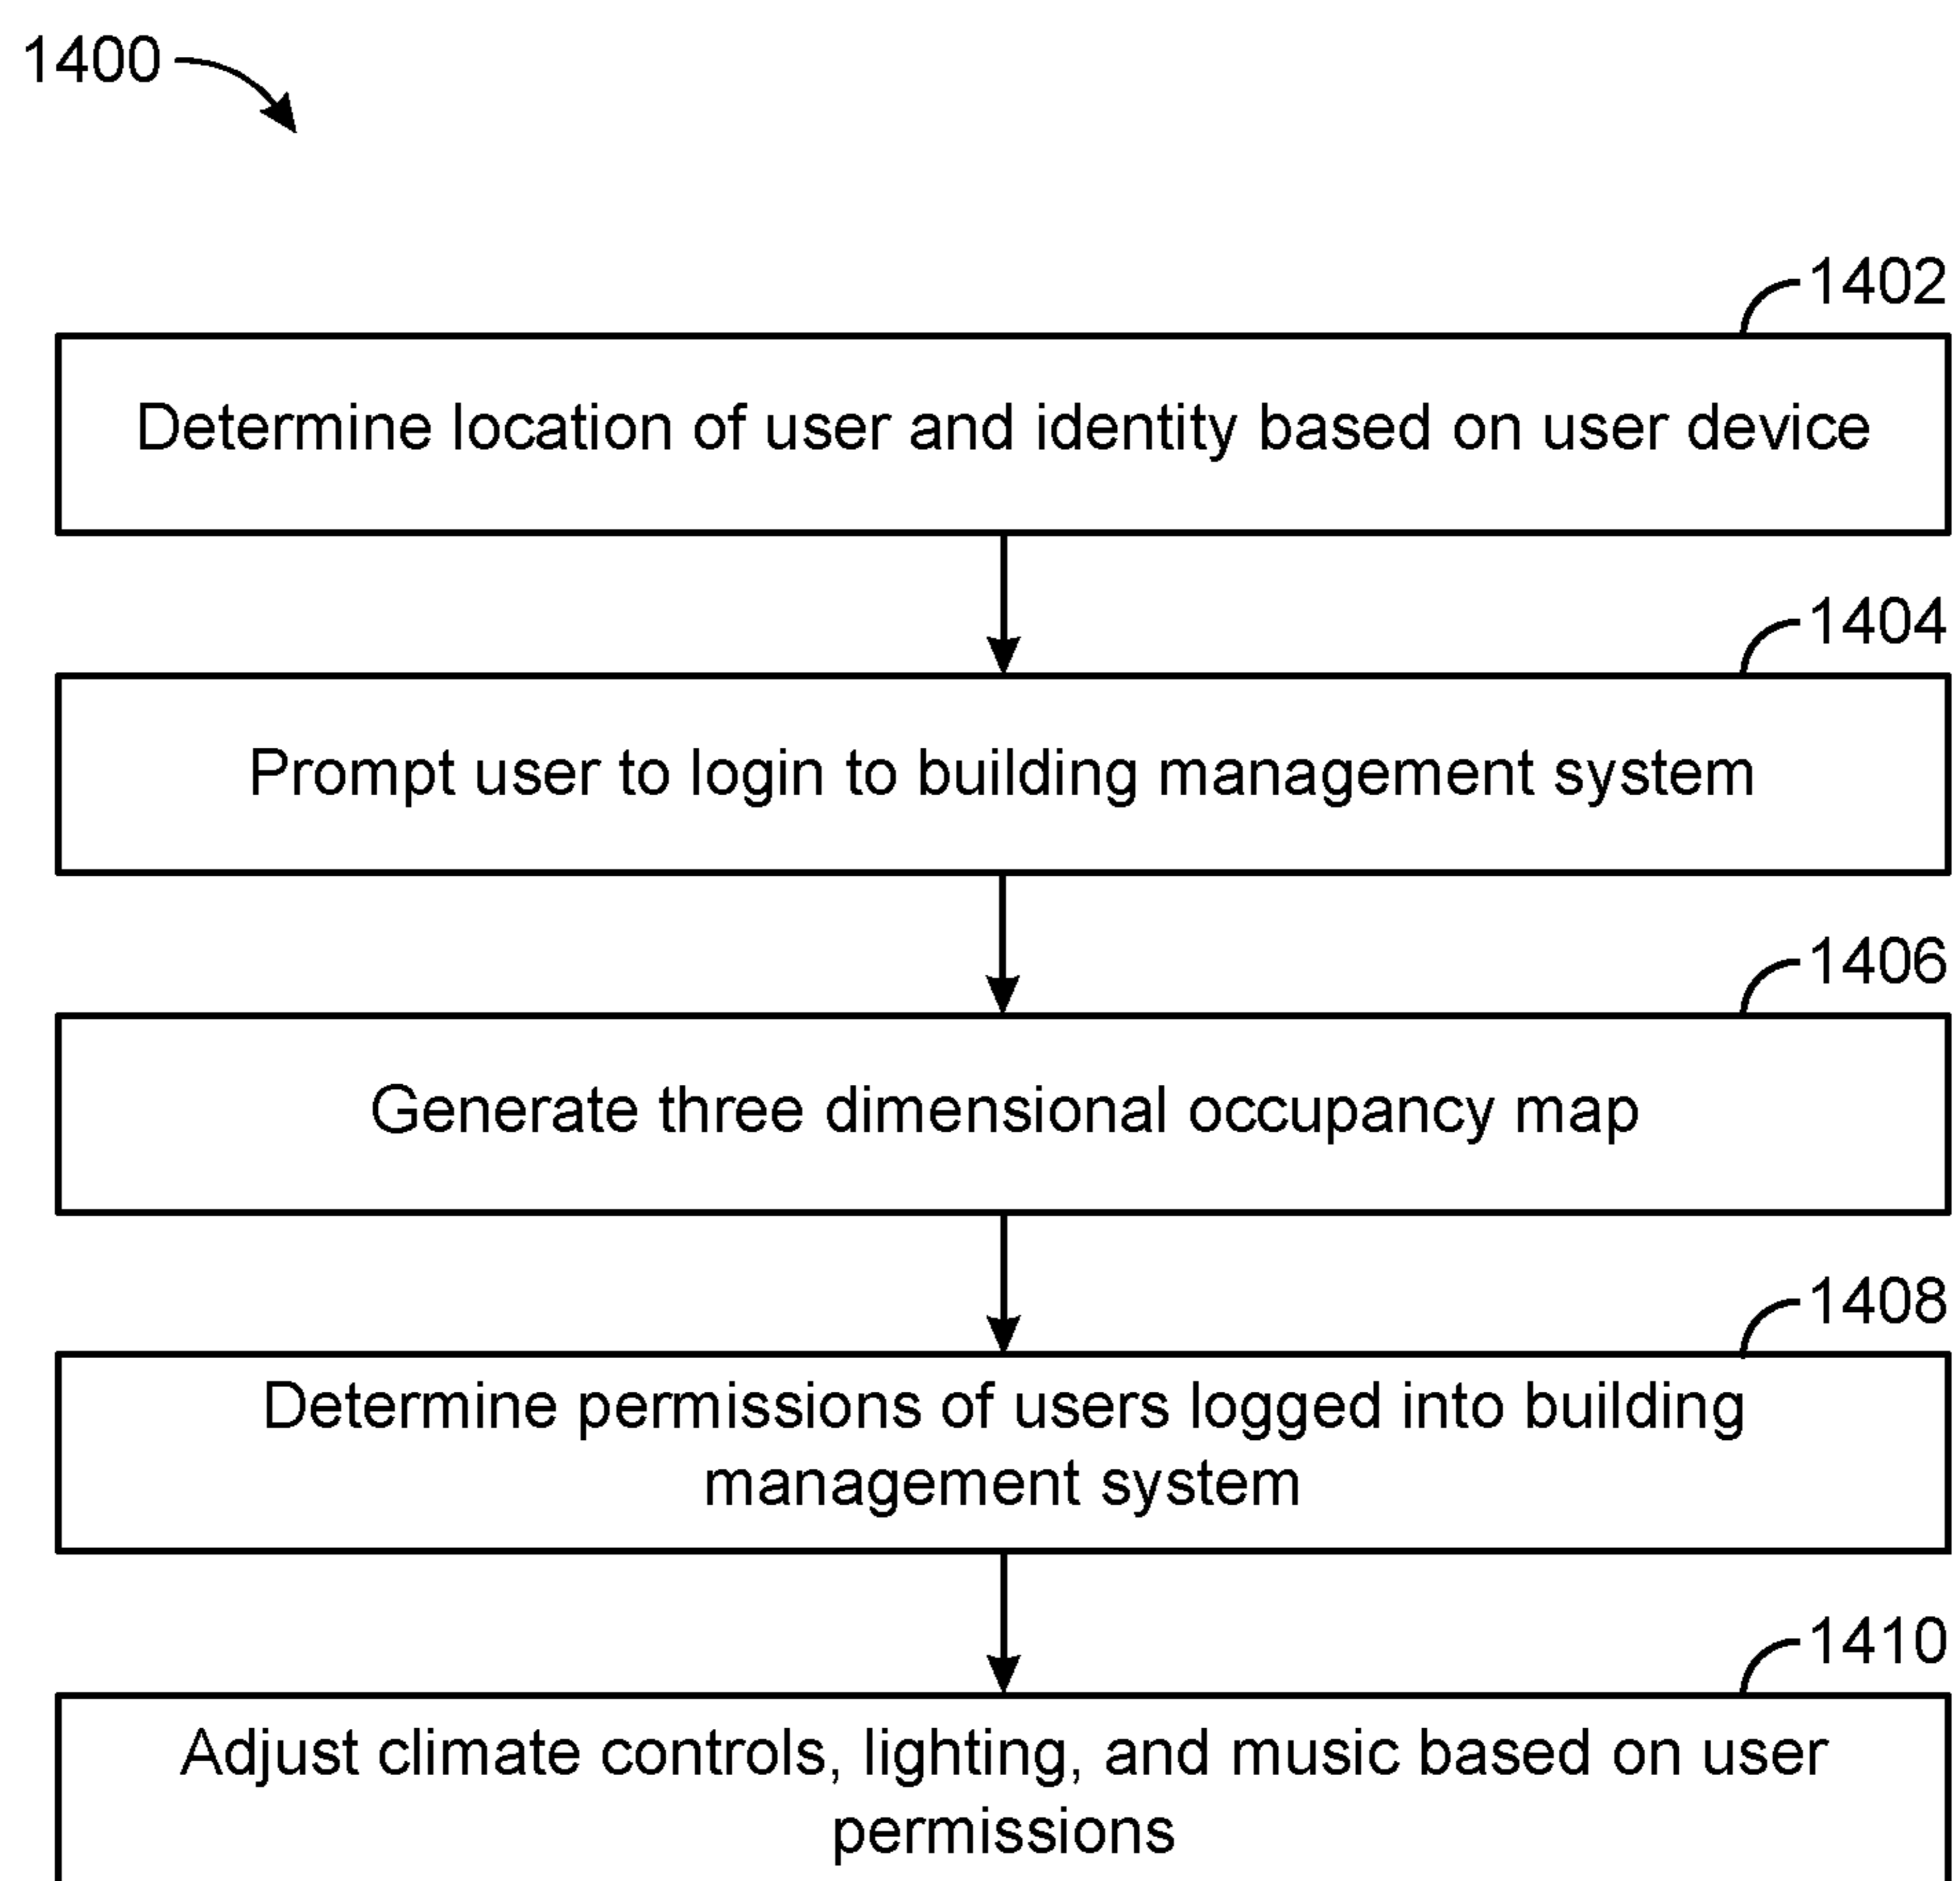 1400
1402
Determine location of user and identity based on user device
1404
Prompt user to login to building management system
1406
Generate three dimensional occupancy map
1408
Determine permissions of users logged into building
management system
1410
Adjust climate controls, lighting, and music based on user
permissions